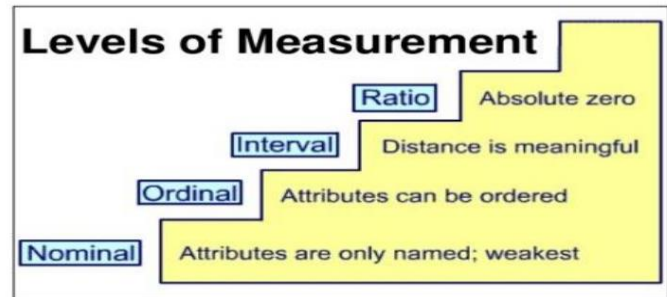 Levels of Measurement
Ratio Absolute zero
Interval Distance is meaningful
Ordinal Attributes can be ordered
Nominal Attributes are only named; weakest